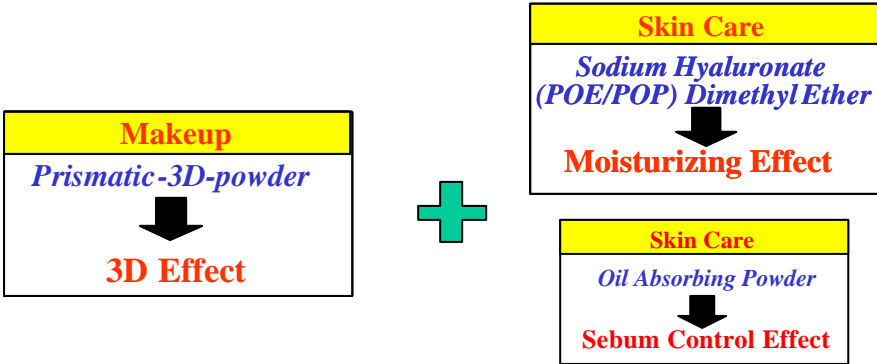 Makeup
Prismatic-3D-powder
3D Effect
Skin Care
Sodium Hyaluronate
(POE/POP) Dimethyl Ether
Moisturizing Effect
Skin Care
Oil Absorbing Powder
Sebum Control Effect